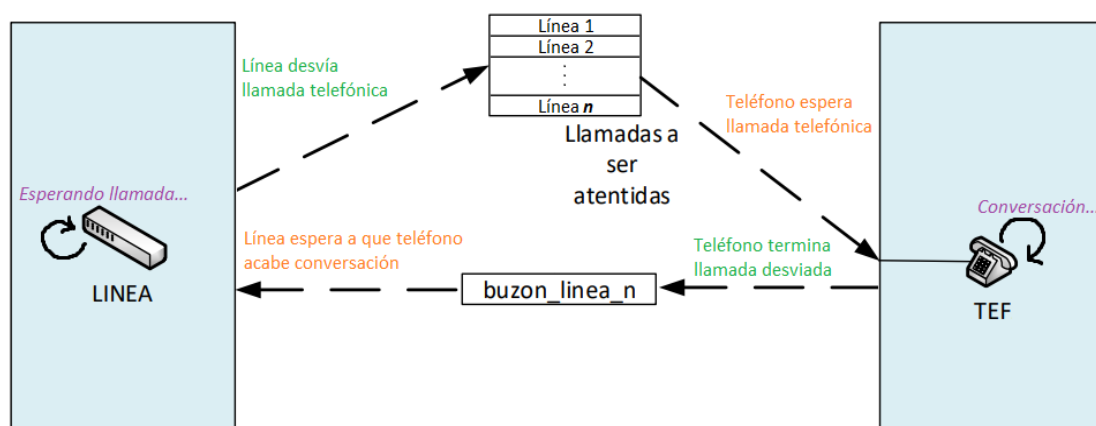 Línea 1
Línea 2
⋮
Línea n
Llamadas a
ser
atentidas
Línea desvía
llamada telefónica
Teléfono espera
llamada telefónica
Esperando llamada...
LINEA
Línea espera a que teléfono
acabe conversación
buzon_linea_n
Teléfono termina
llamada desviada
Conversación...
TEF